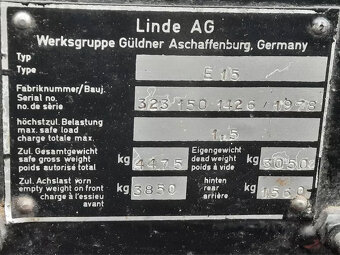 Linde AG
Werksgruppe Güldner Aschaffenburg, Germany
Typ
Type
E 15
Fabriknummer/Bauj.
Serial no.
no. de série
323 150 1426 / 1978
höchstzul. Belastung
max. safe load
charge totale max.
1.5
Zul. Gesamtgewicht
safe gross weight
poids autorisé total
kg 4475
Eigengewicht
dead weight
poids à vide
kg
Zul. Achslast vorn
empty weight on front
charge à l'essieu
avant
kg 3850
hinten
rear
arrière
kg 1560